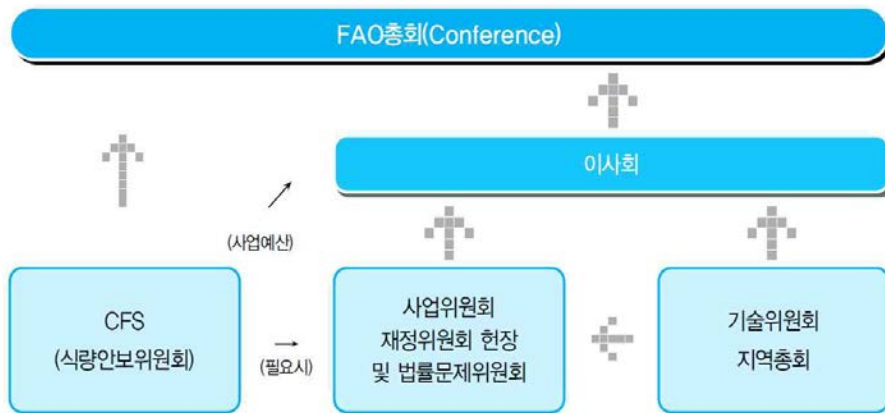 FAO총회(Conference)
이사회
(사업예산)
CFS
(식량안보위원회)
(필요시)
사업위원회
재정위원회 헌장
및 법률문제위원회
기술위원회
지역총회